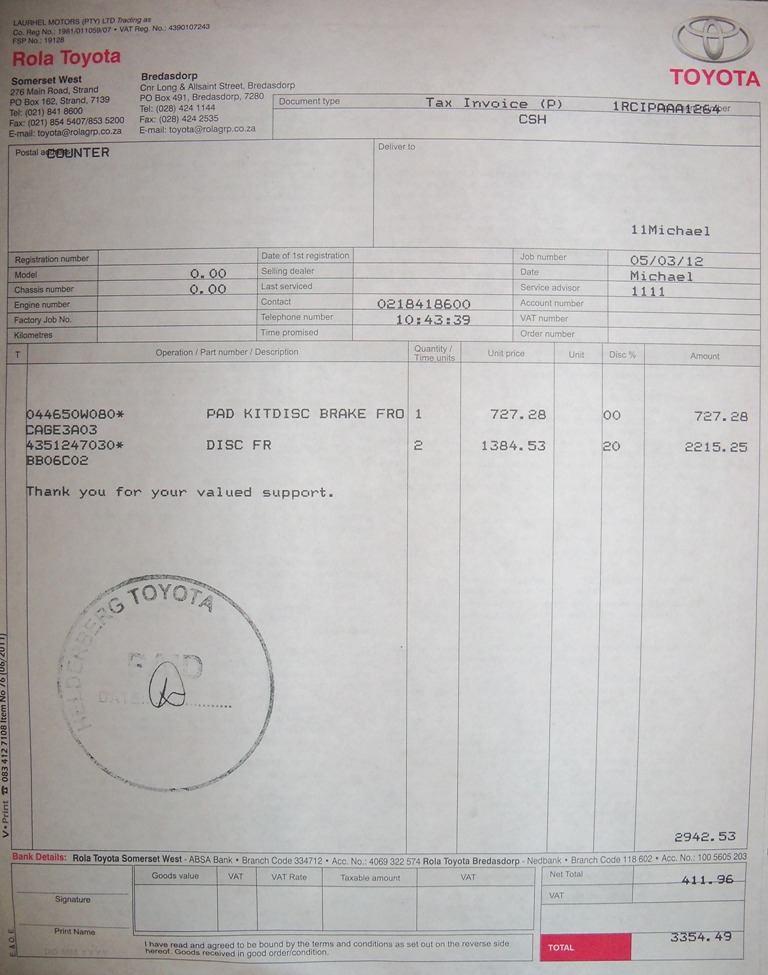 LAURHEL MOTORS (PTY) LTD Trading as
Co. Reg No.: 1981/011059/07 • VAT Reg. No.: 4390107243
FSP No.: 19128
Rola Toyota
TOYOTA
Somerset West
276 Main Road, Strand
PO Box 162, Strand, 7139
Tel: (021) 841 8600
Fax: (021) 854 5407/853 5200
E-mail: toyota@rolagrp.co.za
Bredasdorp
Cnr Long & Allsaint Street, Bredasdorp
PO Box 491, Bredasdorp, 7280
Tel: (028) 424 1144
Fax: (028) 424 2535
E-mail: toyota@rolagrp.co.za
Document type Tax Invoice (P) 1RCIPAAA1264
CSH
Postal COUNTER
Deliver to
11Michael
Registration number Date of 1st registration Job number 05/03/12
Model 0.00 Selling dealer Date Michael
Chassis number 0.00 Last serviced Service advisor 1111
Engine number Contact 0218418600 Account number
Factory Job No. Telephone number 10:43:39 VAT number
Kilometres Time promised Order number
T Operation / Part number / Description Quantity / Time units Unit price Unit Disc % Amount
044650W080* PAD KITDISC BRAKE FRO 1 727.28 00 727.28
CAGE3A03
4351247030* DISC FR 2 1384.53 20 2215.25
BB06C02
Thank you for your valued support.
HELDERBERG TOYOTA
PAID
DATE
V•Print ☎ 083 412 7108 Item No 76 (06/2011)
2942.53
Bank Details: Rola Toyota Somerset West - ABSA Bank • Branch Code 334712 • Acc. No.: 4069 322 574 Rola Toyota Bredasdorp - Nedbank • Branch Code 118 602 • Acc. No.: 100 5605 203
Goods value VAT VAT Rate Taxable amount VAT Net Total 411.96
VAT
Signature
Print Name
I have read and agreed to be bound by the terms and conditions as set out on the reverse side
hereof. Goods received in good order/condition.
TOTAL 3354.49
E & O E